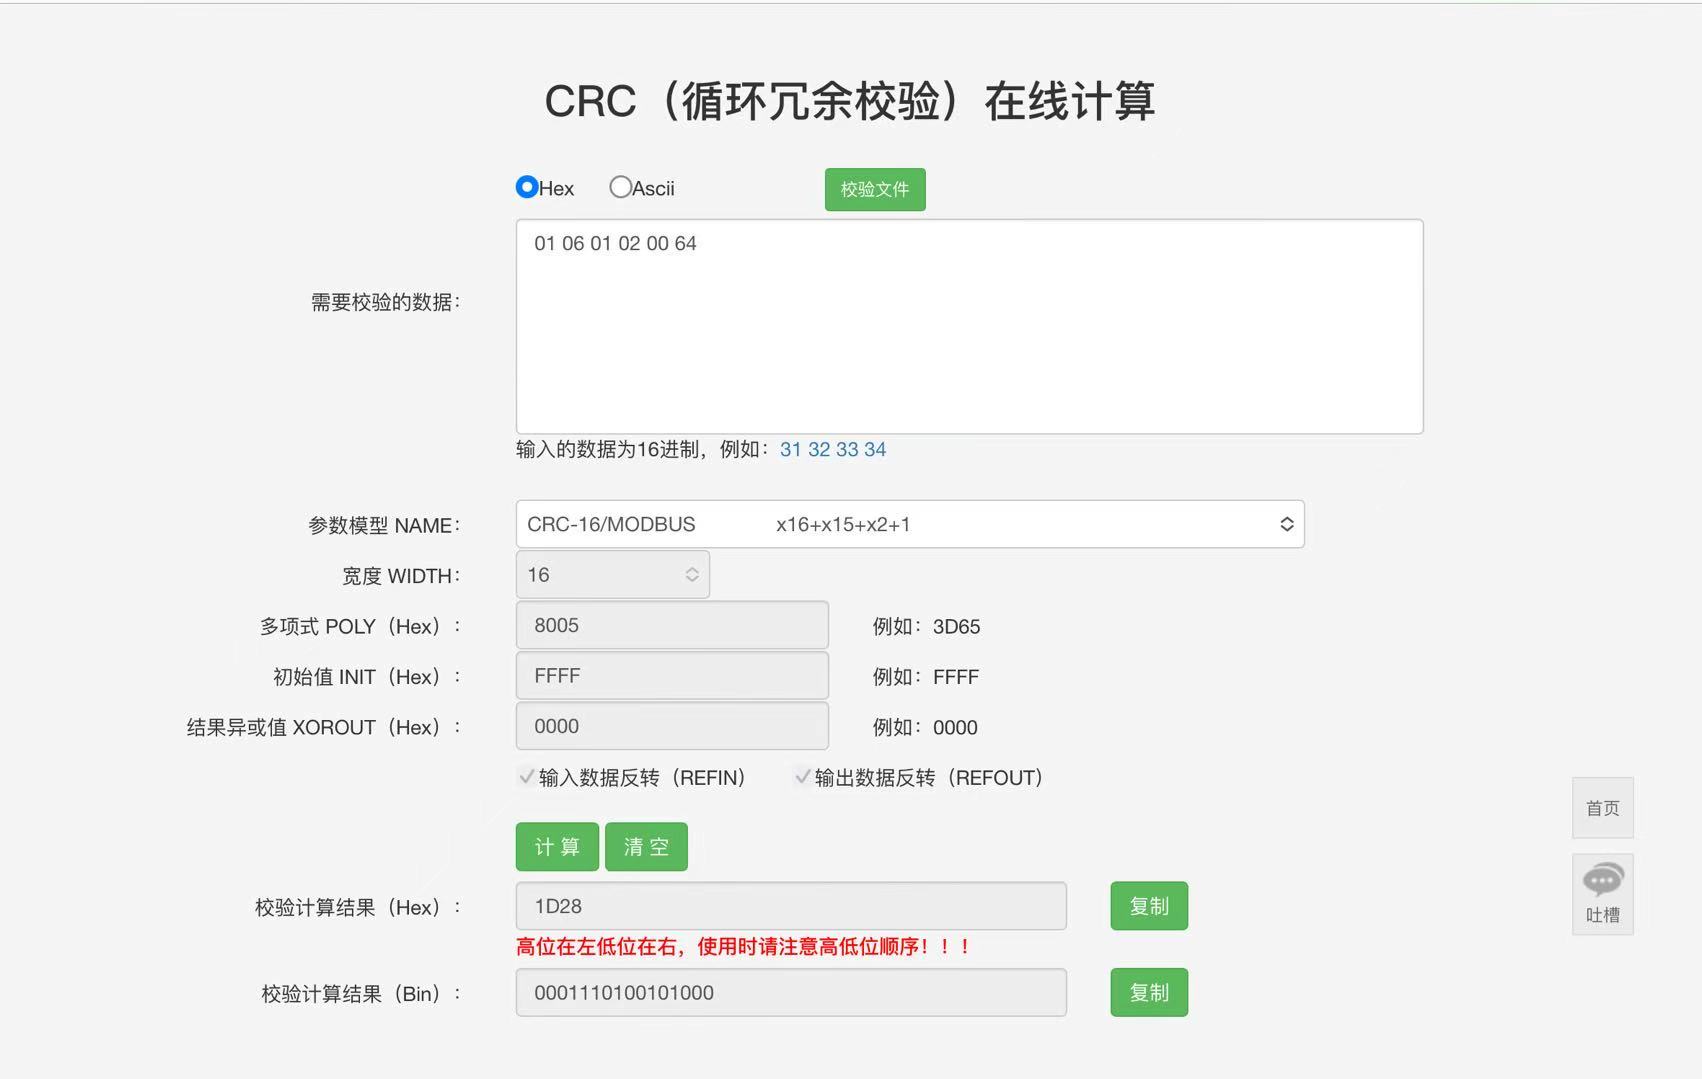 CRC（循环冗余校验）在线计算
Hex Ascii 校验文件
需要校验的数据：
01 06 01 02 00 64
输入的数据为16进制，例如：31 32 33 34
参数模型 NAME： CRC-16/MODBUS x16+x15+x2+1
宽度 WIDTH： 16
多项式 POLY（Hex）： 8005 例如：3D65
初始值 INIT（Hex）： FFFF 例如：FFFF
结果异或值 XOROUT（Hex）： 0000 例如：0000
输入数据反转（REFIN） 输出数据反转（REFOUT）
首页
计 算 清 空
吐槽
校验计算结果（Hex）： 1D28 复制
高位在左低位在右，使用时请注意高低位顺序！！！
校验计算结果（Bin）： 0001110100101000 复制